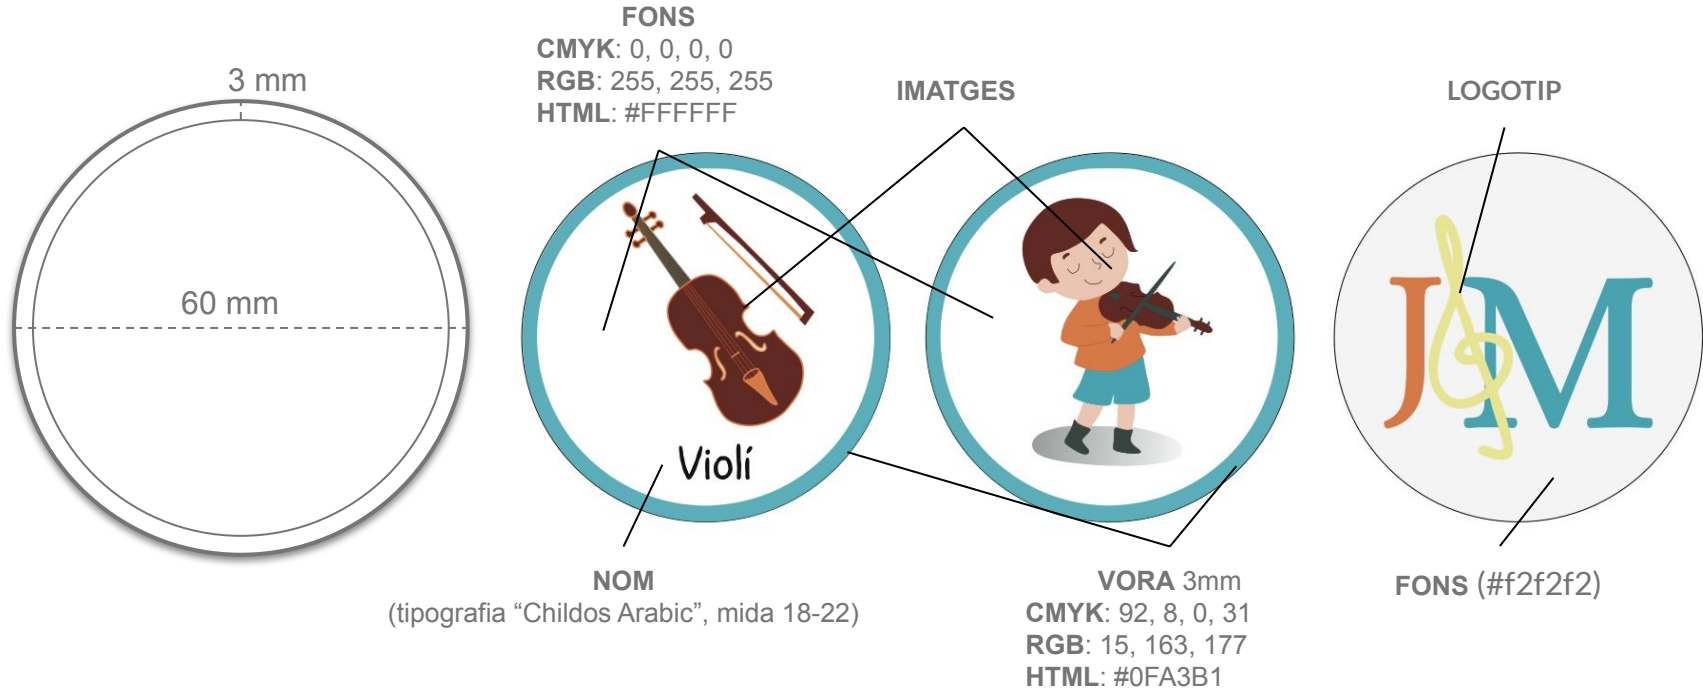 3 mm
60 mm
FONS
CMYK: 0, 0, 0, 0
RGB: 255, 255, 255
HTML: #FFFFFF
IMATGES
LOGOTIP
Violí
JM
NOM
(tipografia “Childos Arabic”, mida 18-22)
VORA 3mm
CMYK: 92, 8, 0, 31
RGB: 15, 163, 177
HTML: #0FA3B1
FONS (#f2f2f2)